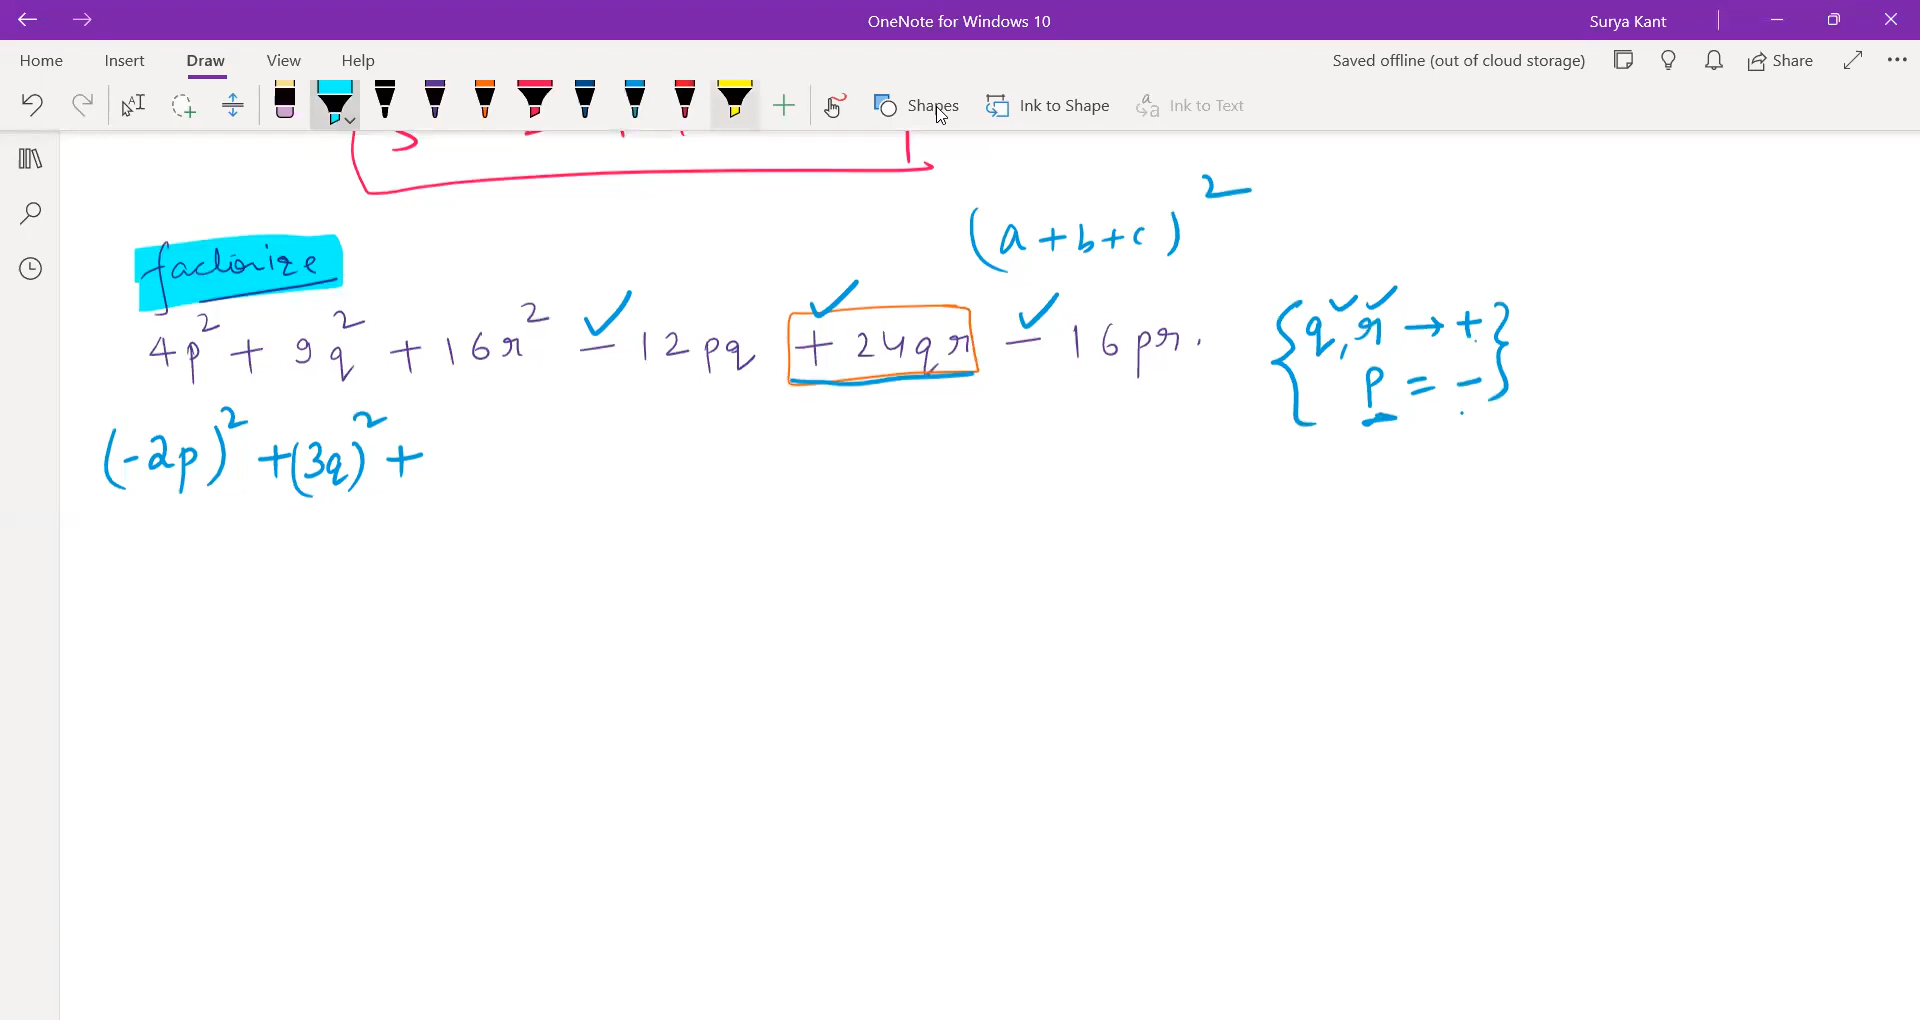 OneNote for Windows 10
Surya Kant
Home Insert Draw View Help
Saved offline (out of cloud storage)
Share
Shapes
Ink to Shape
Ink to Text
(a+b+c)²
factorize
4p² + 9q² + 16r² - 12pq + 24qr - 16pr.
{q, r → +
p = -}
(-2p)² + (3q)² +